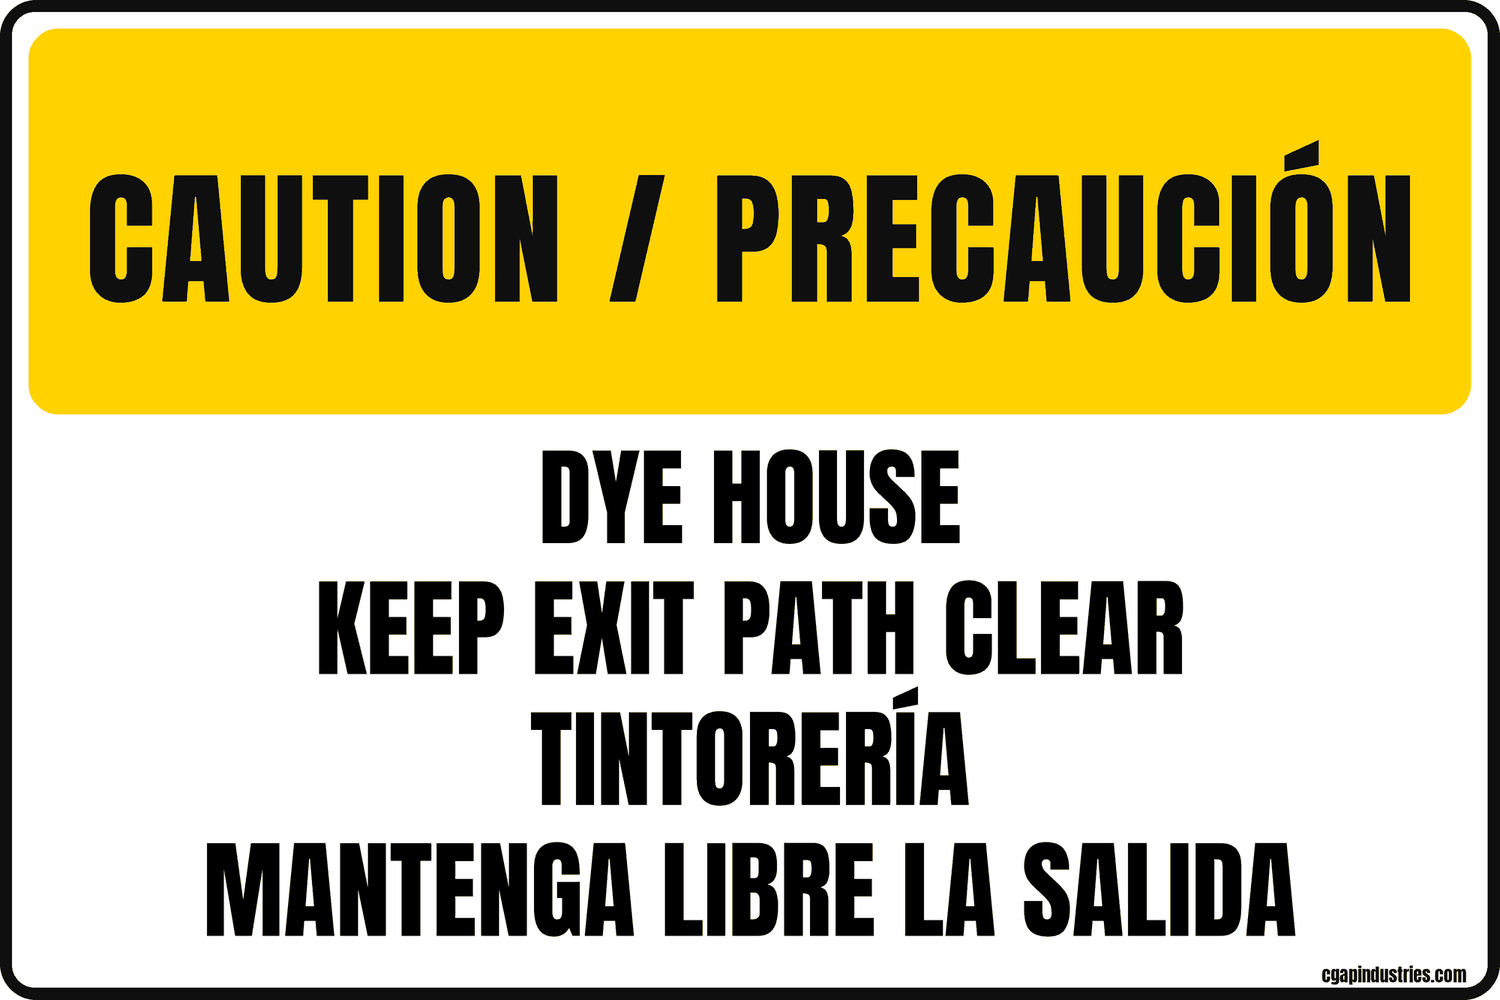 CAUTION / PRECAUCIÓN
DYE HOUSE
KEEP EXIT PATH CLEAR
TINTORERÍA
MANTENGA LIBRE LA SALIDA
cgapindustries.com